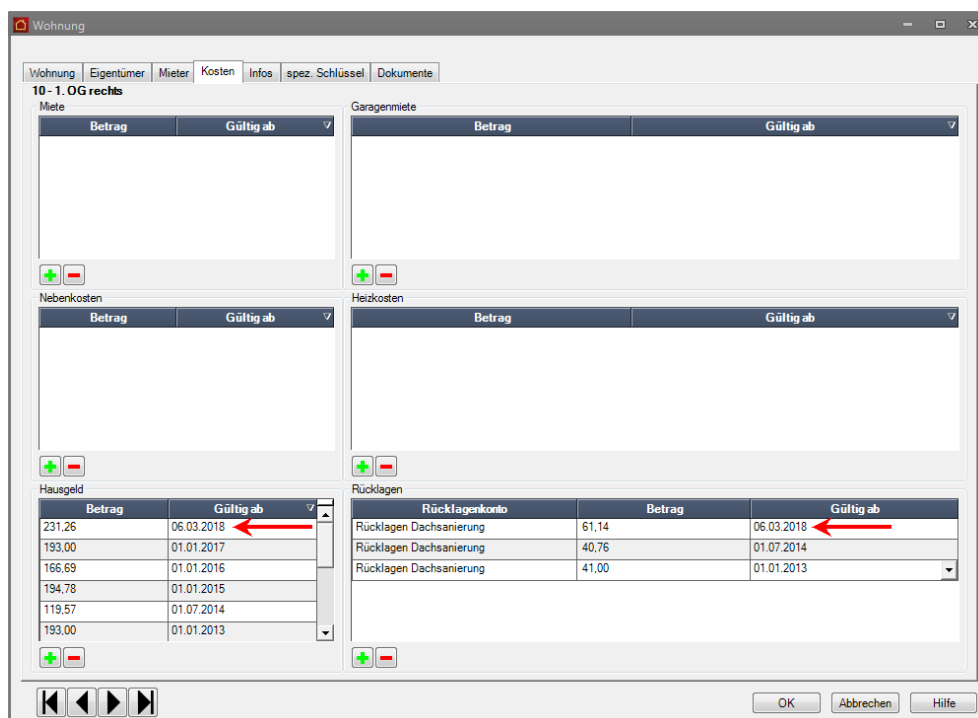 Wohnung
Wohnung Eigentümer Mieter Kosten Infos spez. Schlüssel Dokumente
10 - 1. OG rechts
Miete Garagenmiete
Betrag Gültig ab Betrag Gültig ab
Nebenkosten Heizkosten
Betrag Gültig ab Betrag Gültig ab
Hausgeld Rücklagen
Betrag Gültig ab Rücklagenkonto Betrag Gültig ab
231,26 06.03.2018 Rücklagen Dachsanierung 61,14 06.03.2018
193,00 01.01.2017 Rücklagen Dachsanierung 40,76 01.07.2014
166,69 01.01.2016 Rücklagen Dachsanierung 41,00 01.01.2013
194,78 01.01.2015
119,57 01.07.2014
193,00 01.01.2013
OK Abbrechen Hilfe